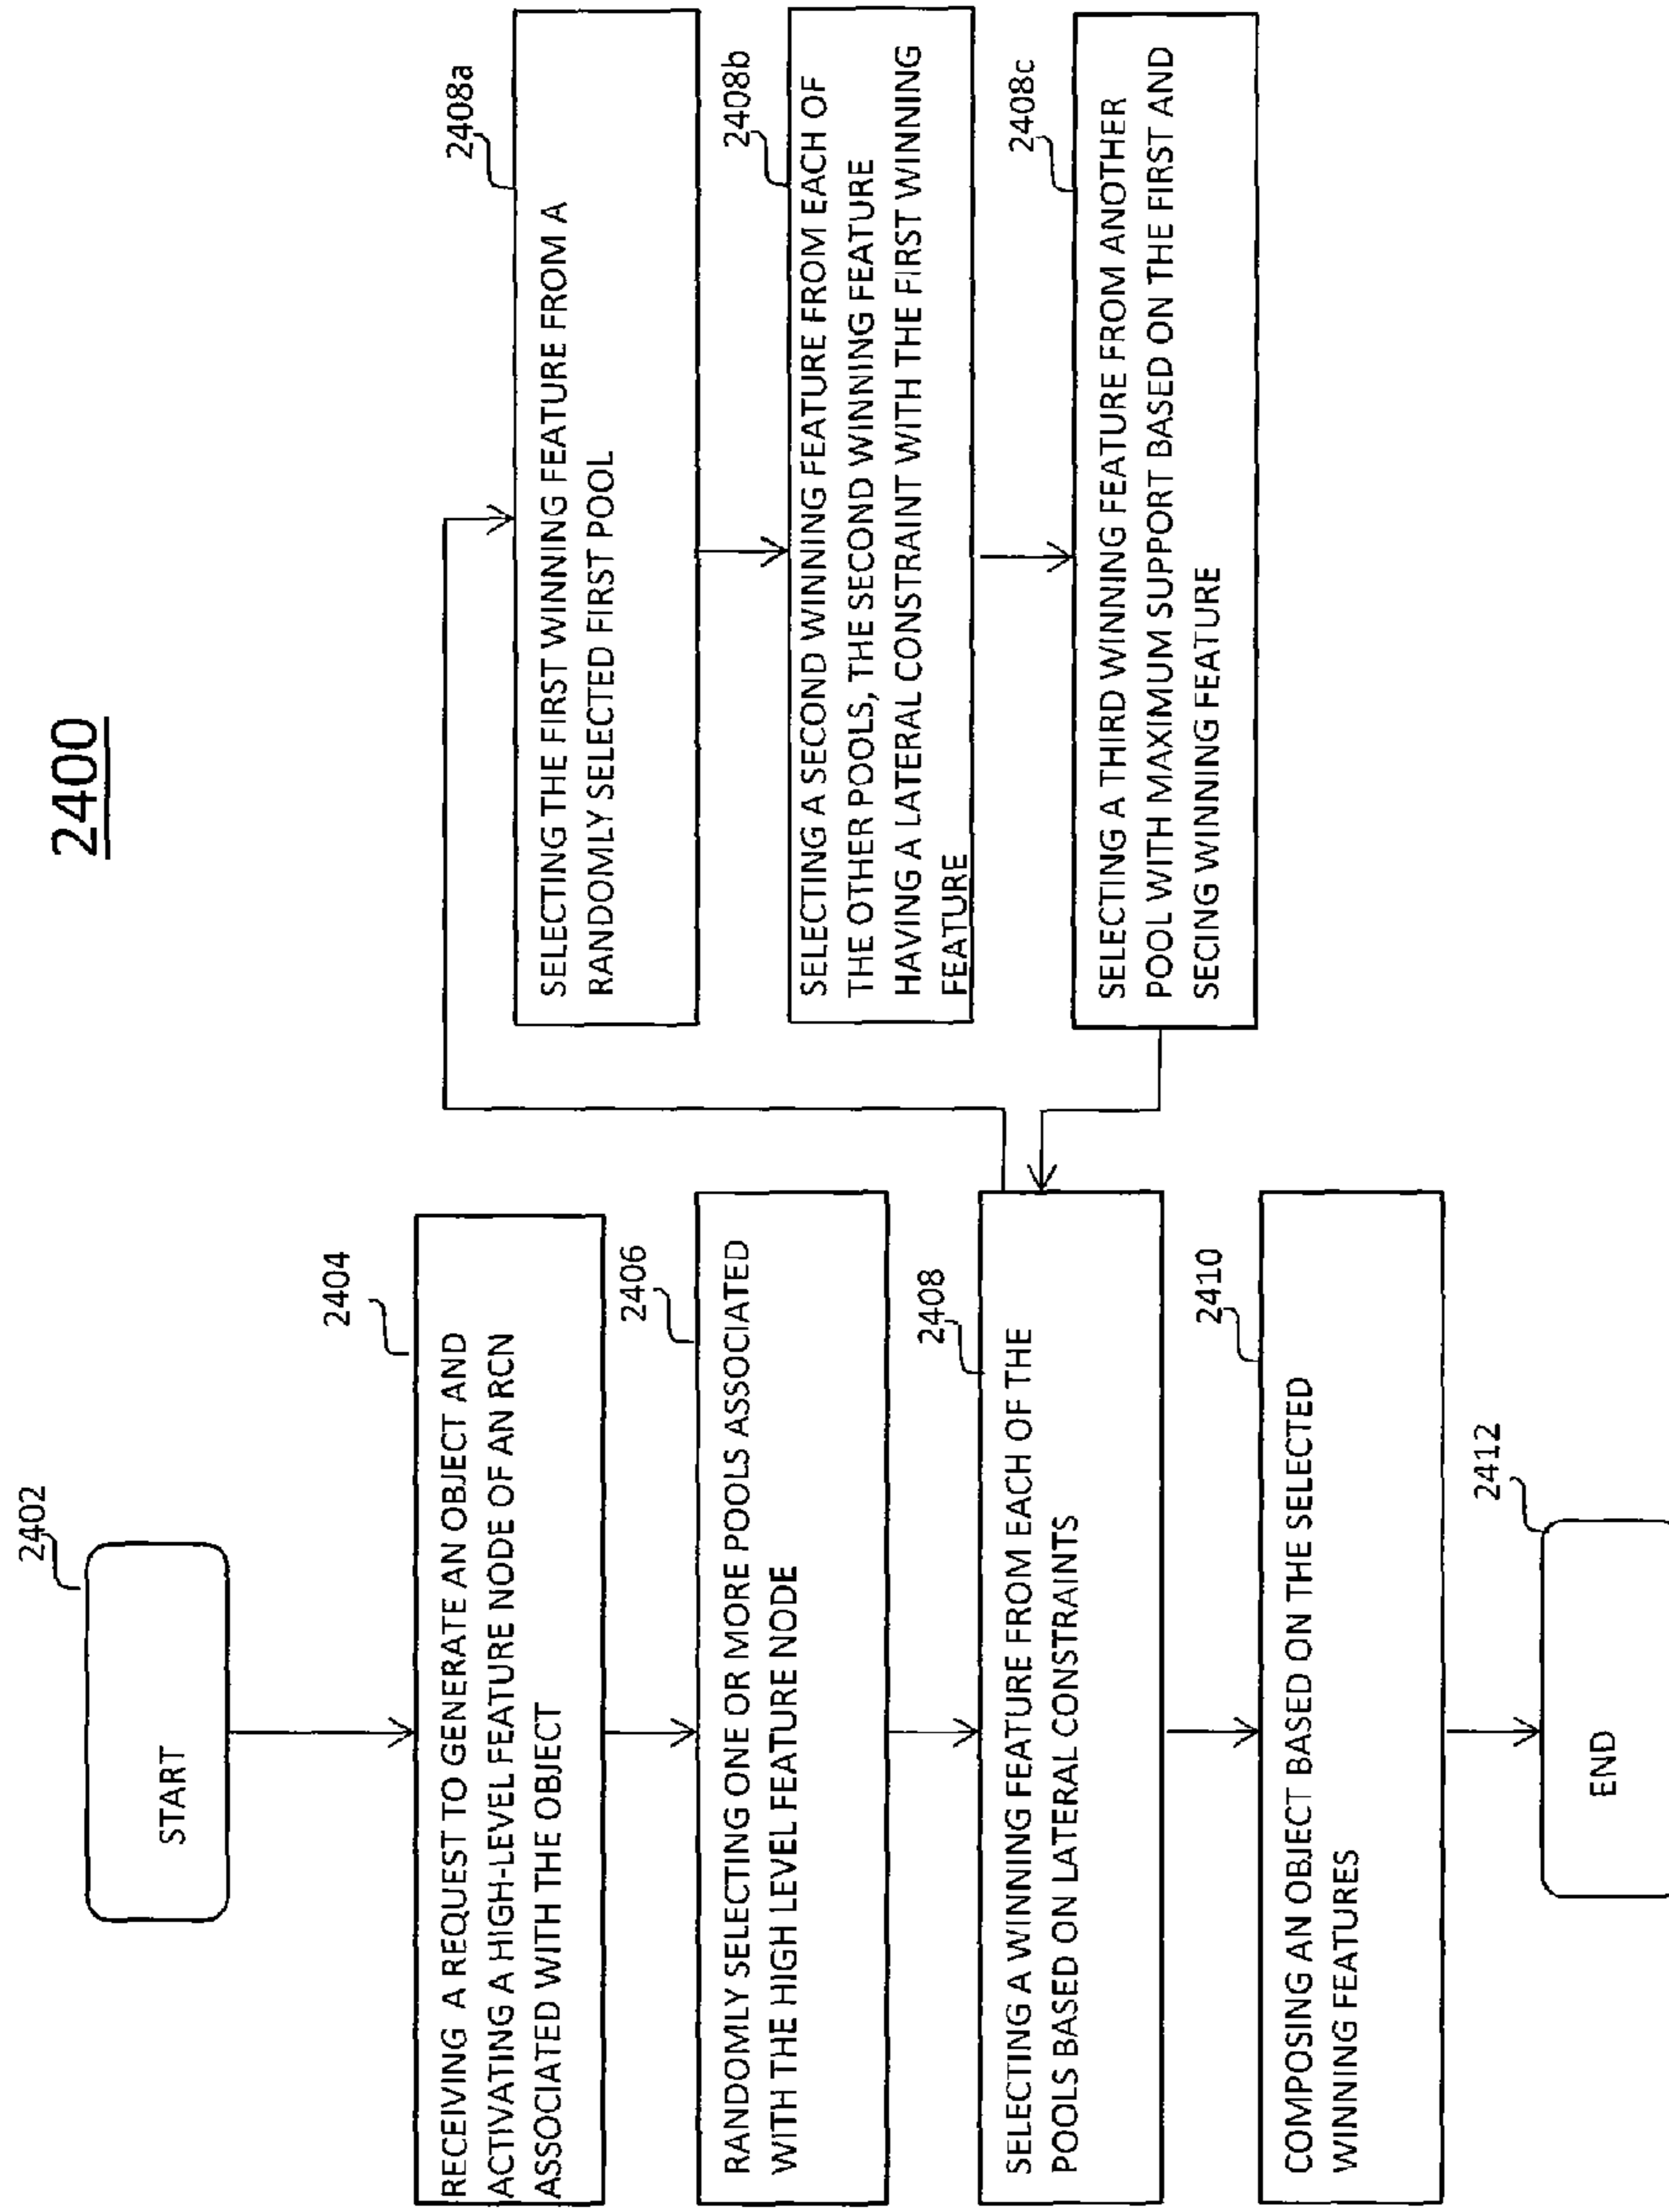 2400
2402
START
2404
RECEIVING A REQUEST TO GENERATE AN OBJECT AND
ACTIVATING A HIGH-LEVEL FEATURE NODE OF AN RCN
ASSOCIATED WITH THE OBJECT
2406
RANDOMLY SELECTING ONE OR MORE POOLS ASSOCIATED
WITH THE HIGH LEVEL FEATURE NODE
2408
SELECTING A WINNING FEATURE FROM EACH OF THE
POOLS BASED ON LATERAL CONSTRAINTS
2410
COMPOSING AN OBJECT BASED ON THE SELECTED
WINNING FEATURES
2412
END
2408a
SELECTING THE FIRST WINNING FEATURE FROM A
RANDOMLY SELECTED FIRST POOL
2408b
SELECTING A SECOND WINNING FEATURE FROM EACH OF
THE OTHER POOLS, THE SECOND WINNING FEATURE
HAVING A LATERAL CONSTRAINT WITH THE FIRST WINNING
FEATURE
2408c
SELECTING A THIRD WINNING FEATURE FROM ANOTHER
POOL WITH MAXIMUM SUPPORT BASED ON THE FIRST AND
SECING WINNING FEATURE